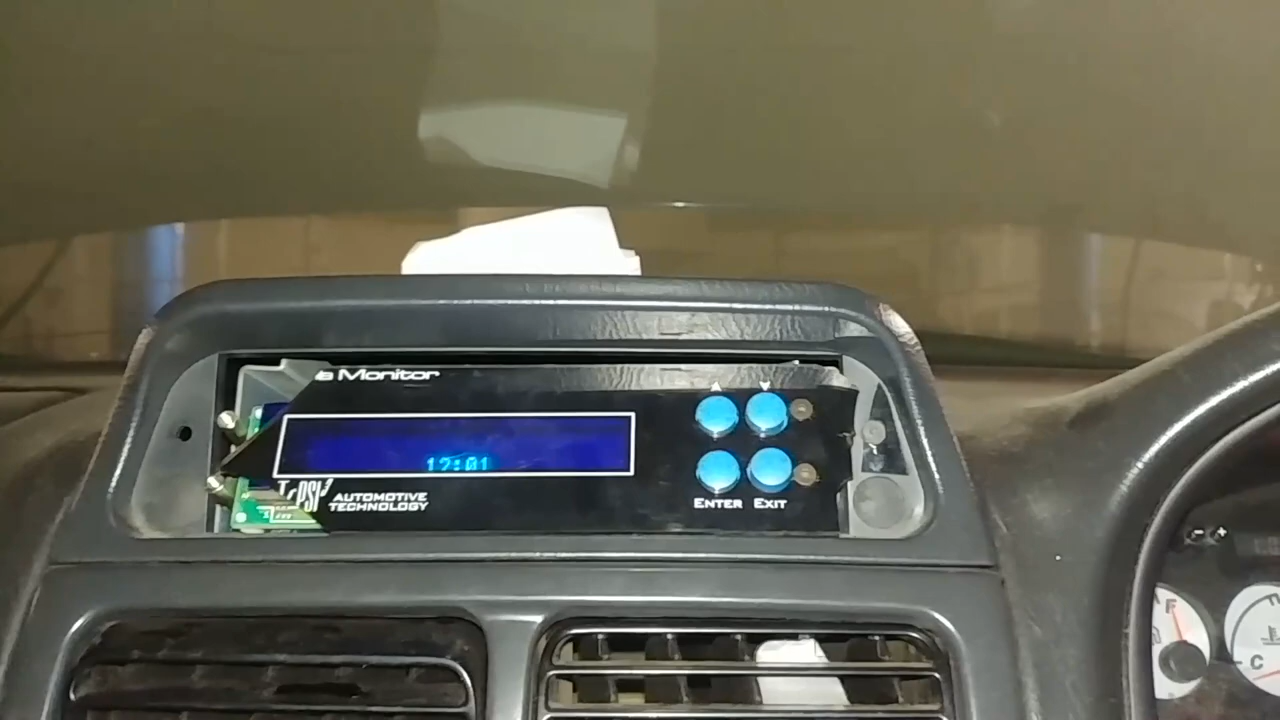 a Monitor
12:01
AUTOMOTIVE
TECHNOLOGY
ENTER EXIT
F
C